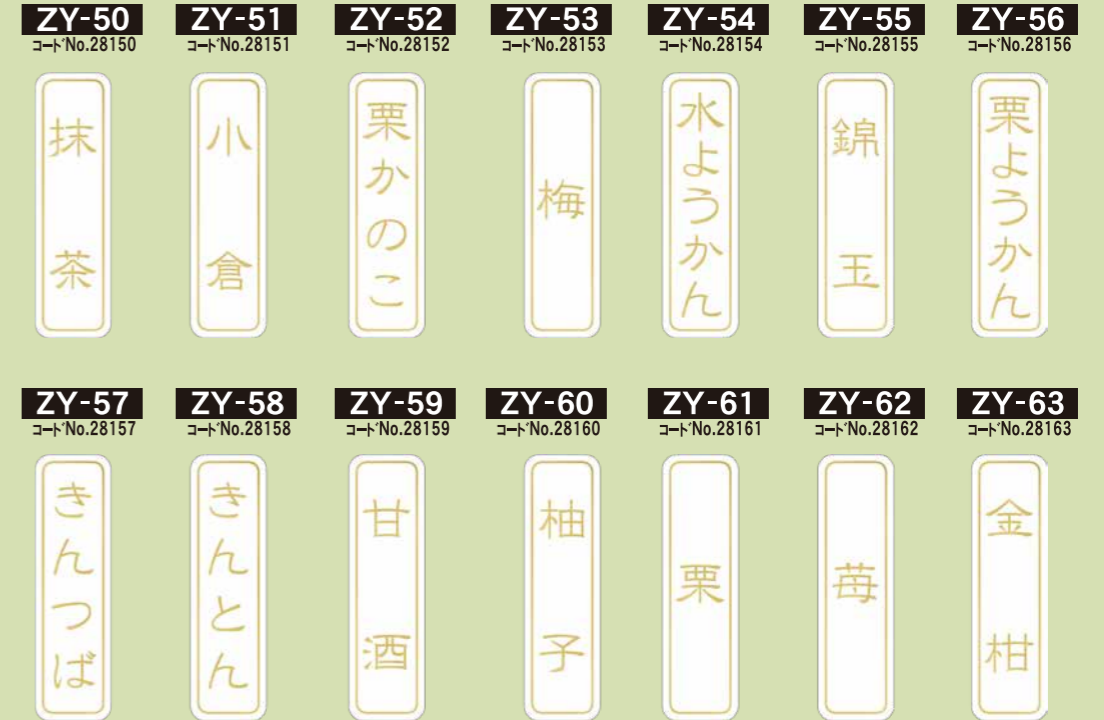 ZY-50
コードNo.28150
抹茶
ZY-51
コードNo.28151
小倉
ZY-52
コードNo.28152
栗かのこ
ZY-53
コードNo.28153
梅
ZY-54
コードNo.28154
水ようかん
ZY-55
コードNo.28155
錦玉
ZY-56
コードNo.28156
栗ようかん
ZY-57
コードNo.28157
きんつば
ZY-58
コードNo.28158
きんとん
ZY-59
コードNo.28159
甘酒
ZY-60
コードNo.28160
柚子
ZY-61
コードNo.28161
栗
ZY-62
コードNo.28162
苺
ZY-63
コードNo.28163
金柑